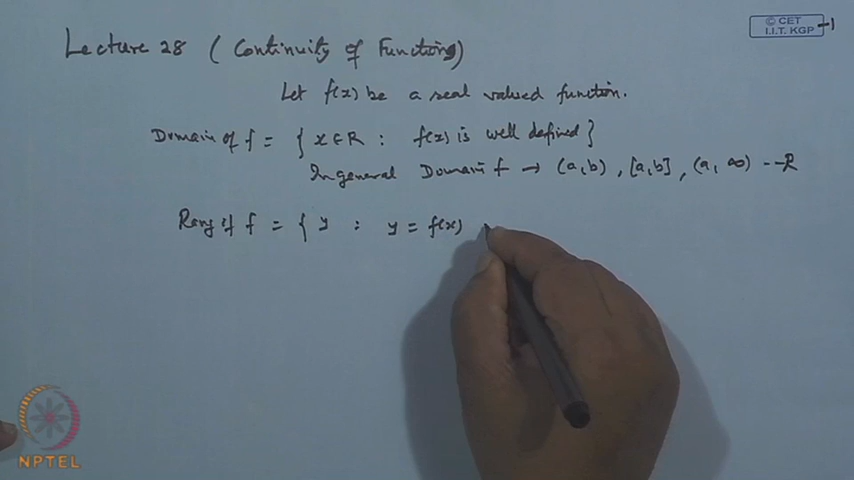 © CET
I.I.T. KGP -1
Lecture 28 ( Continuity of Functions)
Let f(x) be a real valued function.
Domain of f = { x ∈ R : f(x) is well defined }
In general Domain f → (a, b), [a, b], (a, ∞) -- R
Range of f = { y : y = f(x)
NPTEL